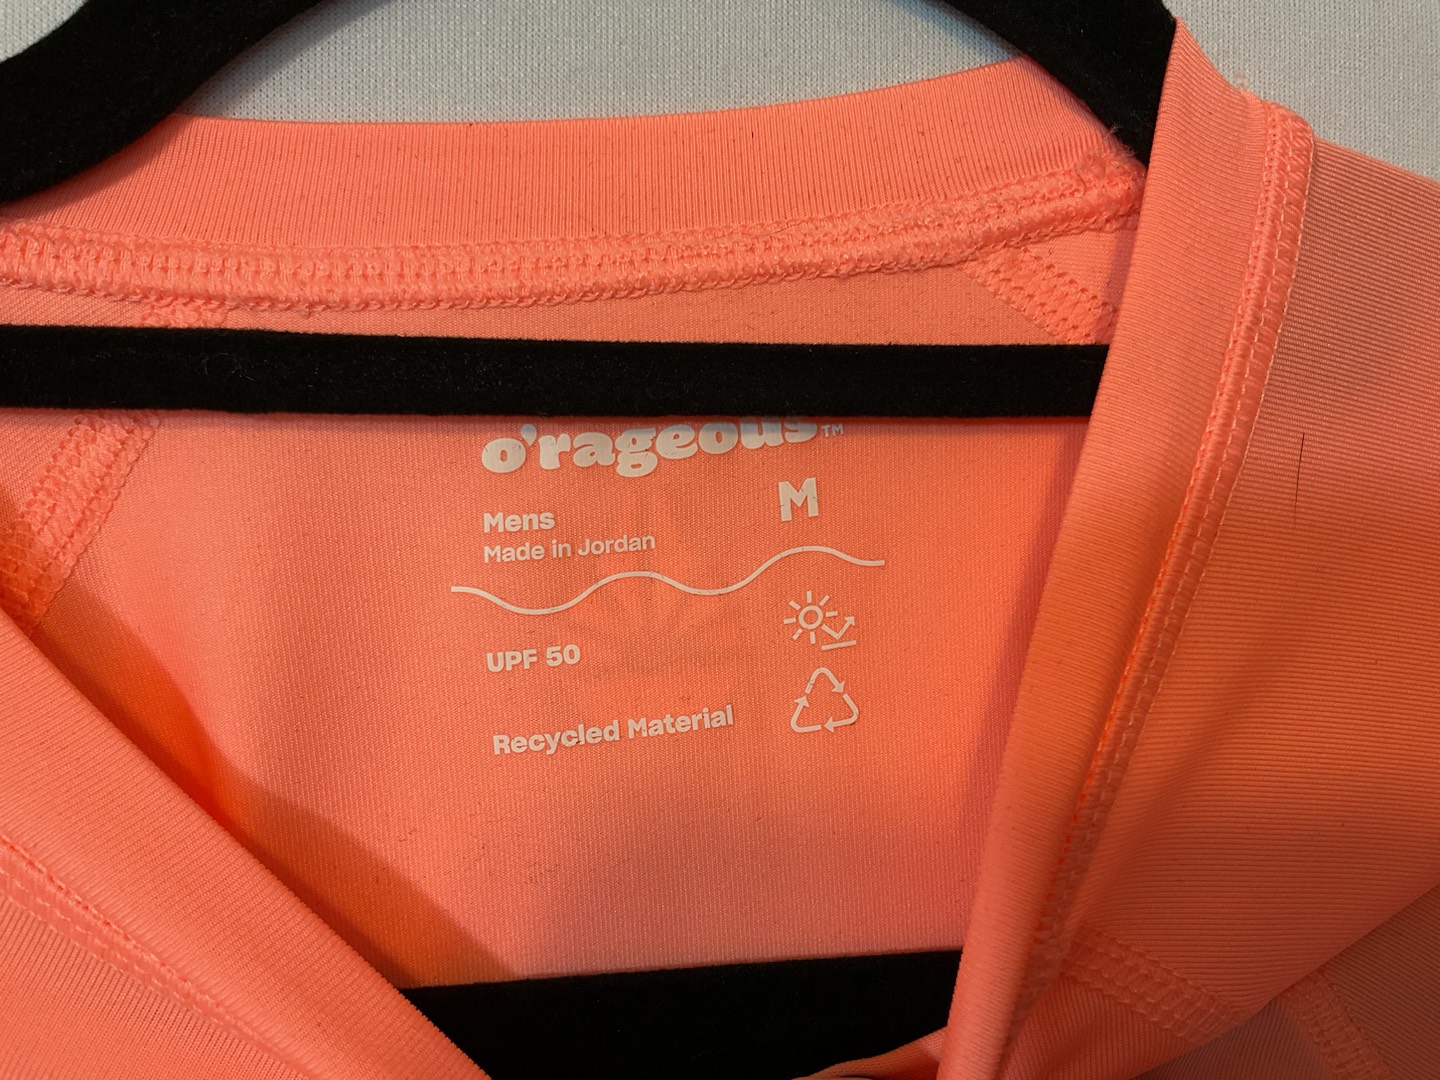 o'rageous™
Mens
M
Made in Jordan
UPF 50
Recycled Material